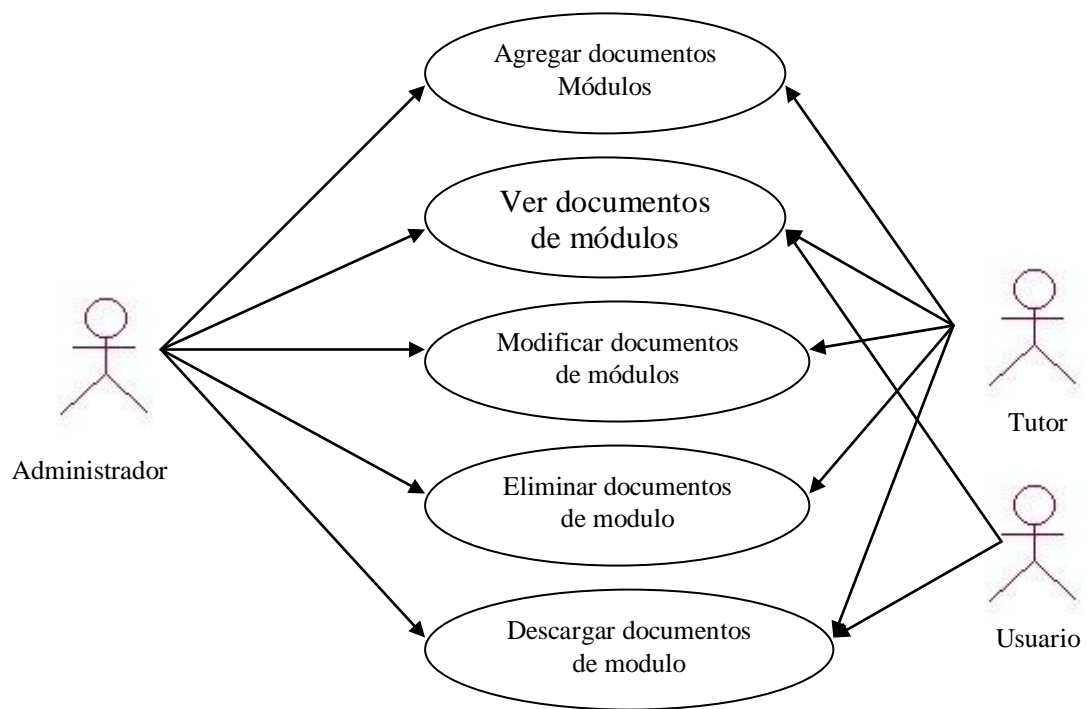 Agregar documentos
Módulos
Ver documentos
de módulos
Modificar documentos
de módulos
Tutor
Administrador
Eliminar documentos
de modulo
Descargar documentos
de modulo
Usuario